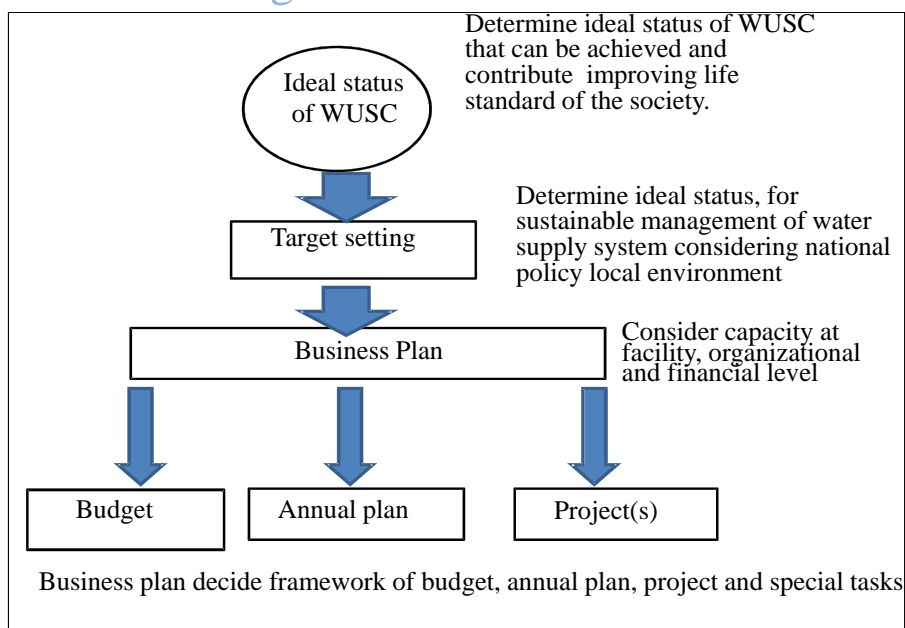 Determine ideal status of WUSC
that can be achieved and
contribute improving life
standard of the society.
Ideal status
of WUSC
Determine ideal status, for
sustainable management of water
supply system considering national
policy local environment
Target setting
Consider capacity at
facility, organizational
and financial level
Business Plan
Budget
Annual plan
Project(s)
Business plan decide framework of budget, annual plan, project and special tasks